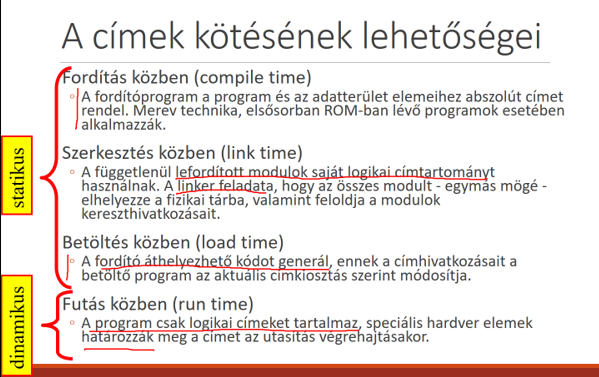 A címek kötésének lehetőségei
Fordítás közben (compile time)
A fordítóprogram a program és az adatterület elemeihez abszolút címet
rendel. Merev technika, elsősorban ROM-ban lévő programok esetében
alkalmazzák.
statikus
Szerkesztés közben (link time)
A függetlenül lefordított modulok saját logikai címtartományt
használnak. A linker feladata, hogy az összes modult - egymás mögé -
elhelyezze a fizikai tárba, valamint feloldja a modulok
kereszthivatkozásait.
Betöltés közben (load time)
A fordító áthelyezhető kódot generál, ennek a címhivatkozásait a
betöltő program az aktuális címkiosztás szerint módosítja.
dinamikus
Futás közben (run time)
A program csak logikai címeket tartalmaz, speciális hardver elemek
határozzák meg a címet az utasítás végrehajtásakor.